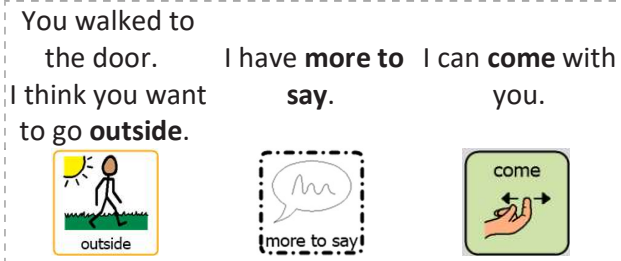 You walked to
the door.
I think you want
to go outside.
I have more to
say.
I can come with
you.
outside
more to say
come